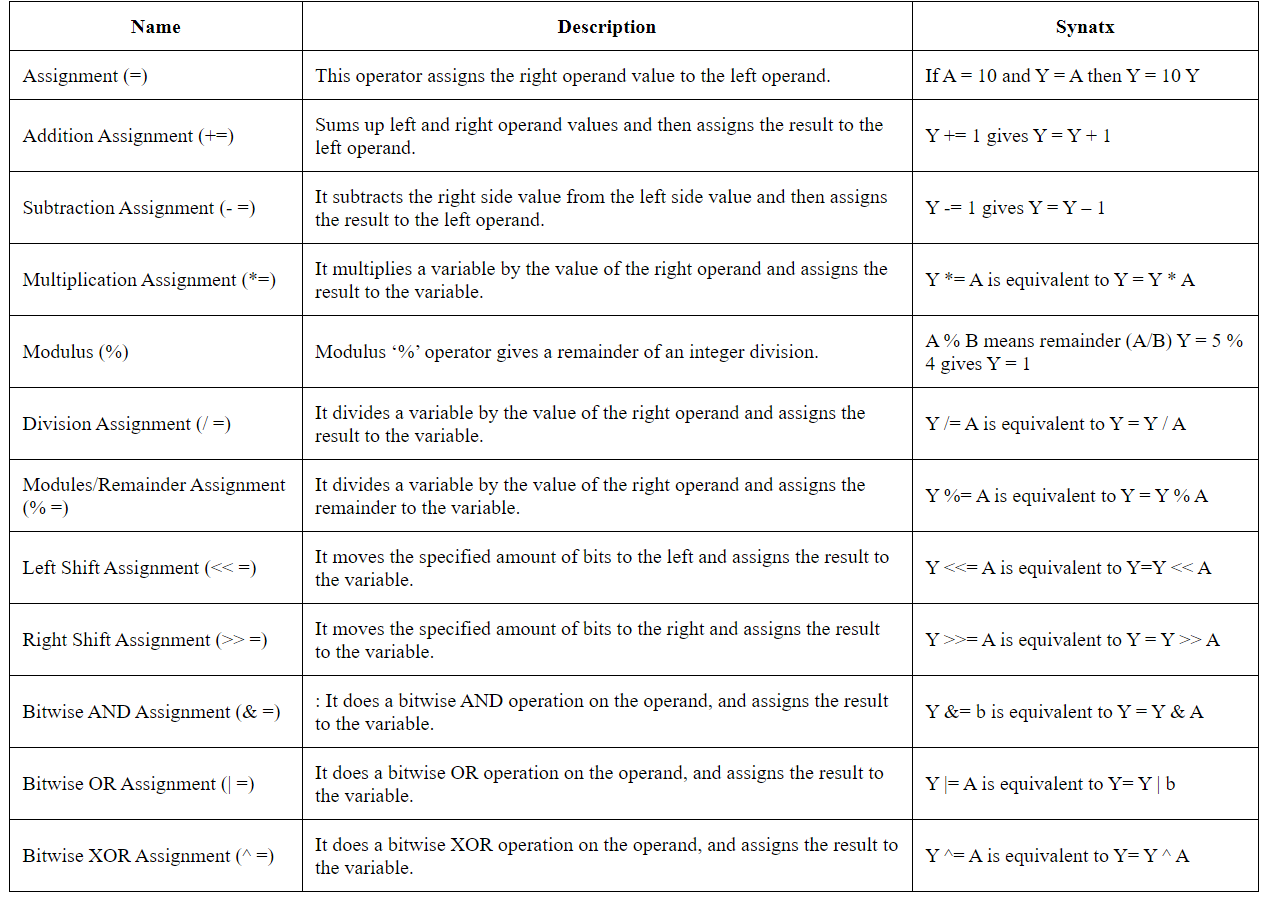 Name Description Synatx
Assignment (=) This operator assigns the right operand value to the left operand. If A = 10 and Y = A then Y = 10 Y
Addition Assignment (+=)
Sums up left and right operand values and then assigns the result to the
left operand.
Y += 1 gives Y = Y + 1
Subtraction Assignment (- =)
It subtracts the right side value from the left side value and then assigns
the result to the left operand.
Y -= 1 gives Y = Y – 1
Multiplication Assignment (*=)
It multiplies a variable by the value of the right operand and assigns the
result to the variable.
Y *= A is equivalent to Y = Y * A
Modulus (%)
Modulus ‘%’ operator gives a remainder of an integer division.
A % B means remainder (A/B) Y = 5 %
4 gives Y = 1
Division Assignment (/ =)
It divides a variable by the value of the right operand and assigns the
result to the variable.
Y /= A is equivalent to Y = Y / A
Modules/Remainder Assignment
(% =)
It divides a variable by the value of the right operand and assigns the
remainder to the variable.
Y %= A is equivalent to Y = Y % A
Left Shift Assignment (<< =)
It moves the specified amount of bits to the left and assigns the result to
the variable.
Y <<= A is equivalent to Y=Y << A
Right Shift Assignment (>> =)
It moves the specified amount of bits to the right and assigns the result
to the variable.
Y >>= A is equivalent to Y = Y >> A
Bitwise AND Assignment (& =)
: It does a bitwise AND operation on the operand, and assigns the result
to the variable.
Y &= b is equivalent to Y = Y & A
Bitwise OR Assignment (| =)
It does a bitwise OR operation on the operand, and assigns the result to
the variable.
Y |= A is equivalent to Y= Y | b
Bitwise XOR Assignment (^ =)
It does a bitwise XOR operation on the operand, and assigns the result to
the variable.
Y ^= A is equivalent to Y= Y ^ A